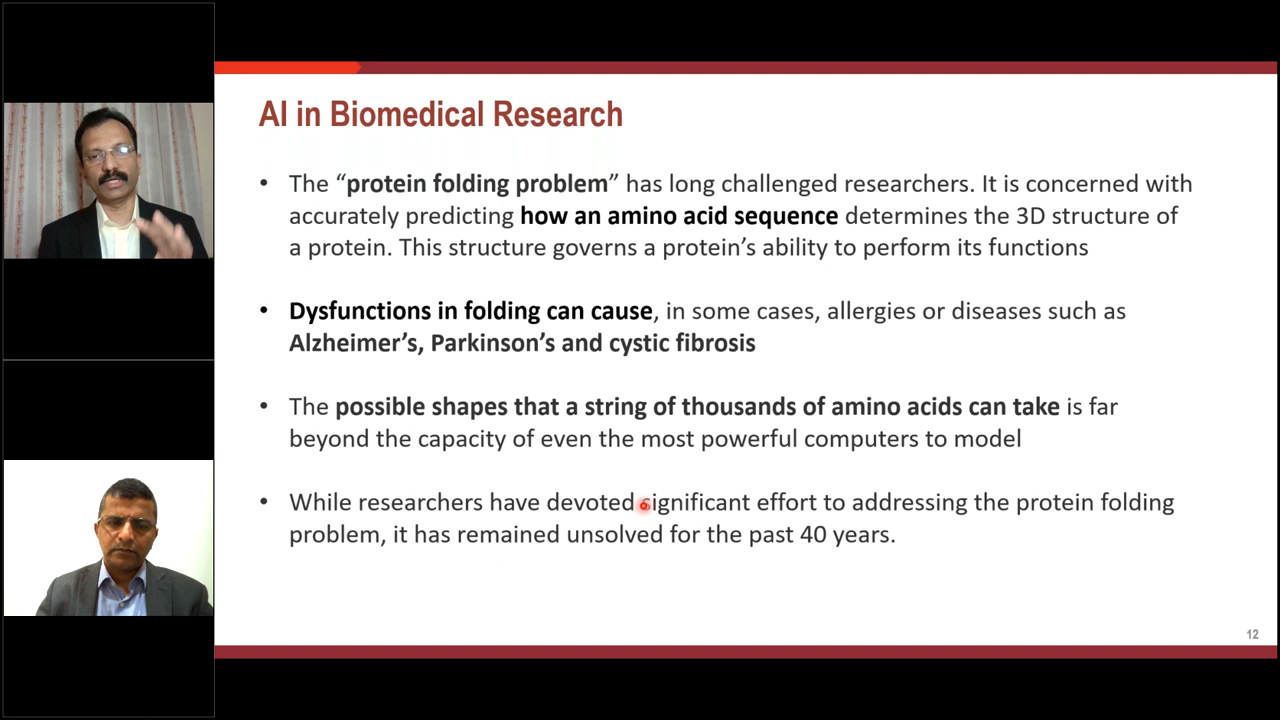 AI in Biomedical Research
• The “protein folding problem” has long challenged researchers. It is concerned with
accurately predicting how an amino acid sequence determines the 3D structure of
a protein. This structure governs a protein’s ability to perform its functions
• Dysfunctions in folding can cause, in some cases, allergies or diseases such as
Alzheimer’s, Parkinson’s and cystic fibrosis
• The possible shapes that a string of thousands of amino acids can take is far
beyond the capacity of even the most powerful computers to model
• While researchers have devoted significant effort to addressing the protein folding
problem, it has remained unsolved for the past 40 years.
12